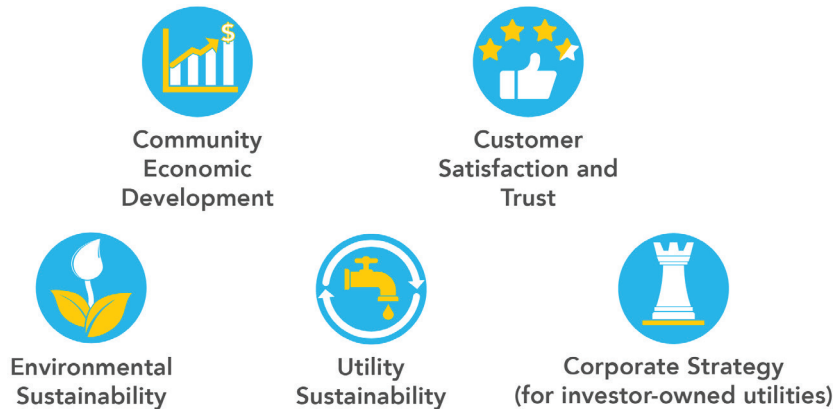 $
Community
Economic
Development
Customer
Satisfaction and
Trust
Environmental
Sustainability
Utility
Sustainability
Corporate Strategy
(for investor-owned utilities)